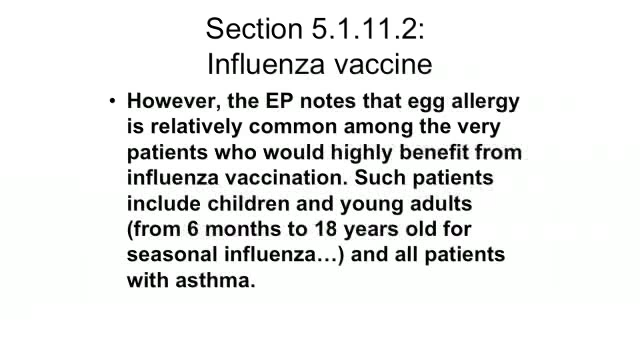 Section 5.1.11.2:
Influenza vaccine
• However, the EP notes that egg allergy
is relatively common among the very
patients who would highly benefit from
influenza vaccination. Such patients
include children and young adults
(from 6 months to 18 years old for
seasonal influenza…) and all patients
with asthma.